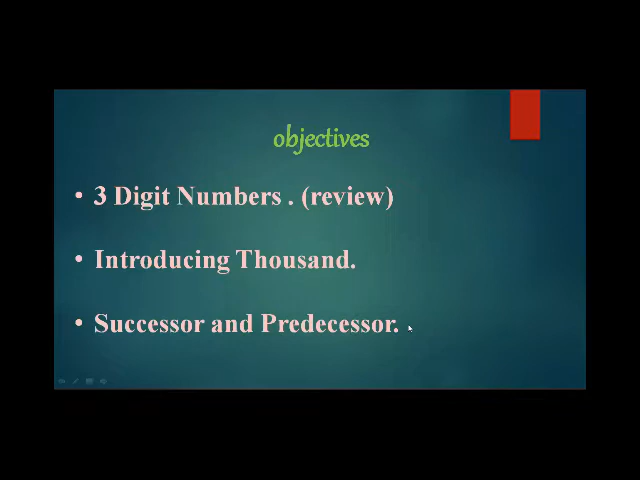 objectives
• 3 Digit Numbers . (review)
• Introducing Thousand.
• Successor and Predecessor.